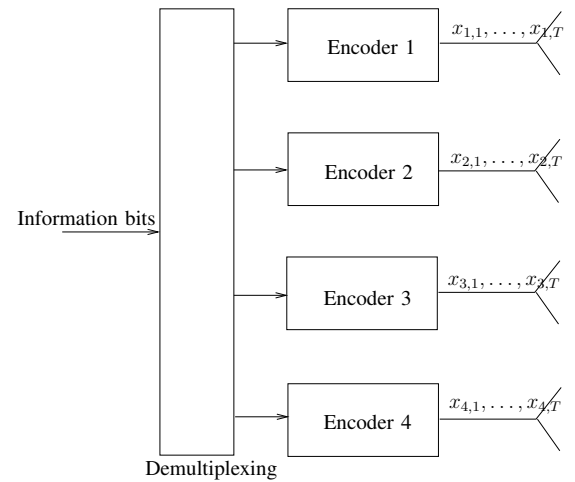 Encoder 1
x_{1,1}, . . . , x_{1,T}
Encoder 2
x_{2,1}, . . . , x_{2,T}
Information bits
Encoder 3
x_{3,1}, . . . , x_{3,T}
Encoder 4
x_{4,1}, . . . , x_{4,T}
Demultiplexing